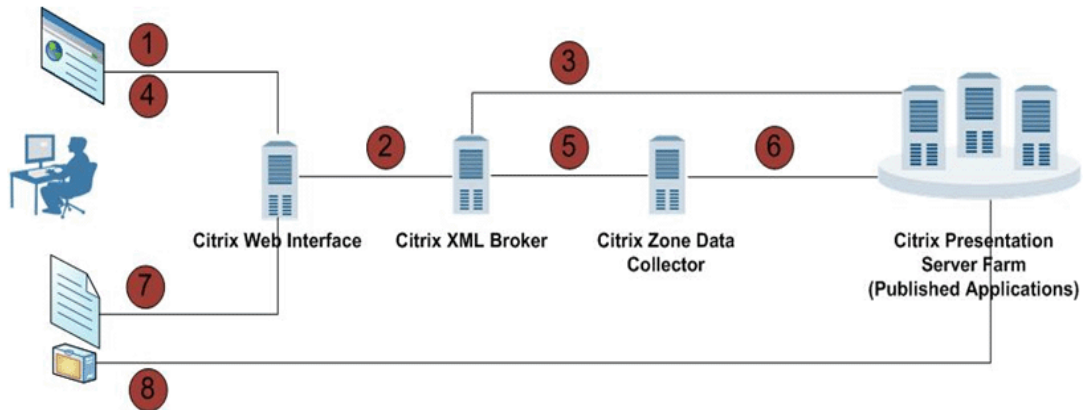 1
4
3
2
5
6
Citrix Web Interface
Citrix XML Broker
Citrix Zone Data
Collector
Citrix Presentation
Server Farm
(Published Applications)
7
8